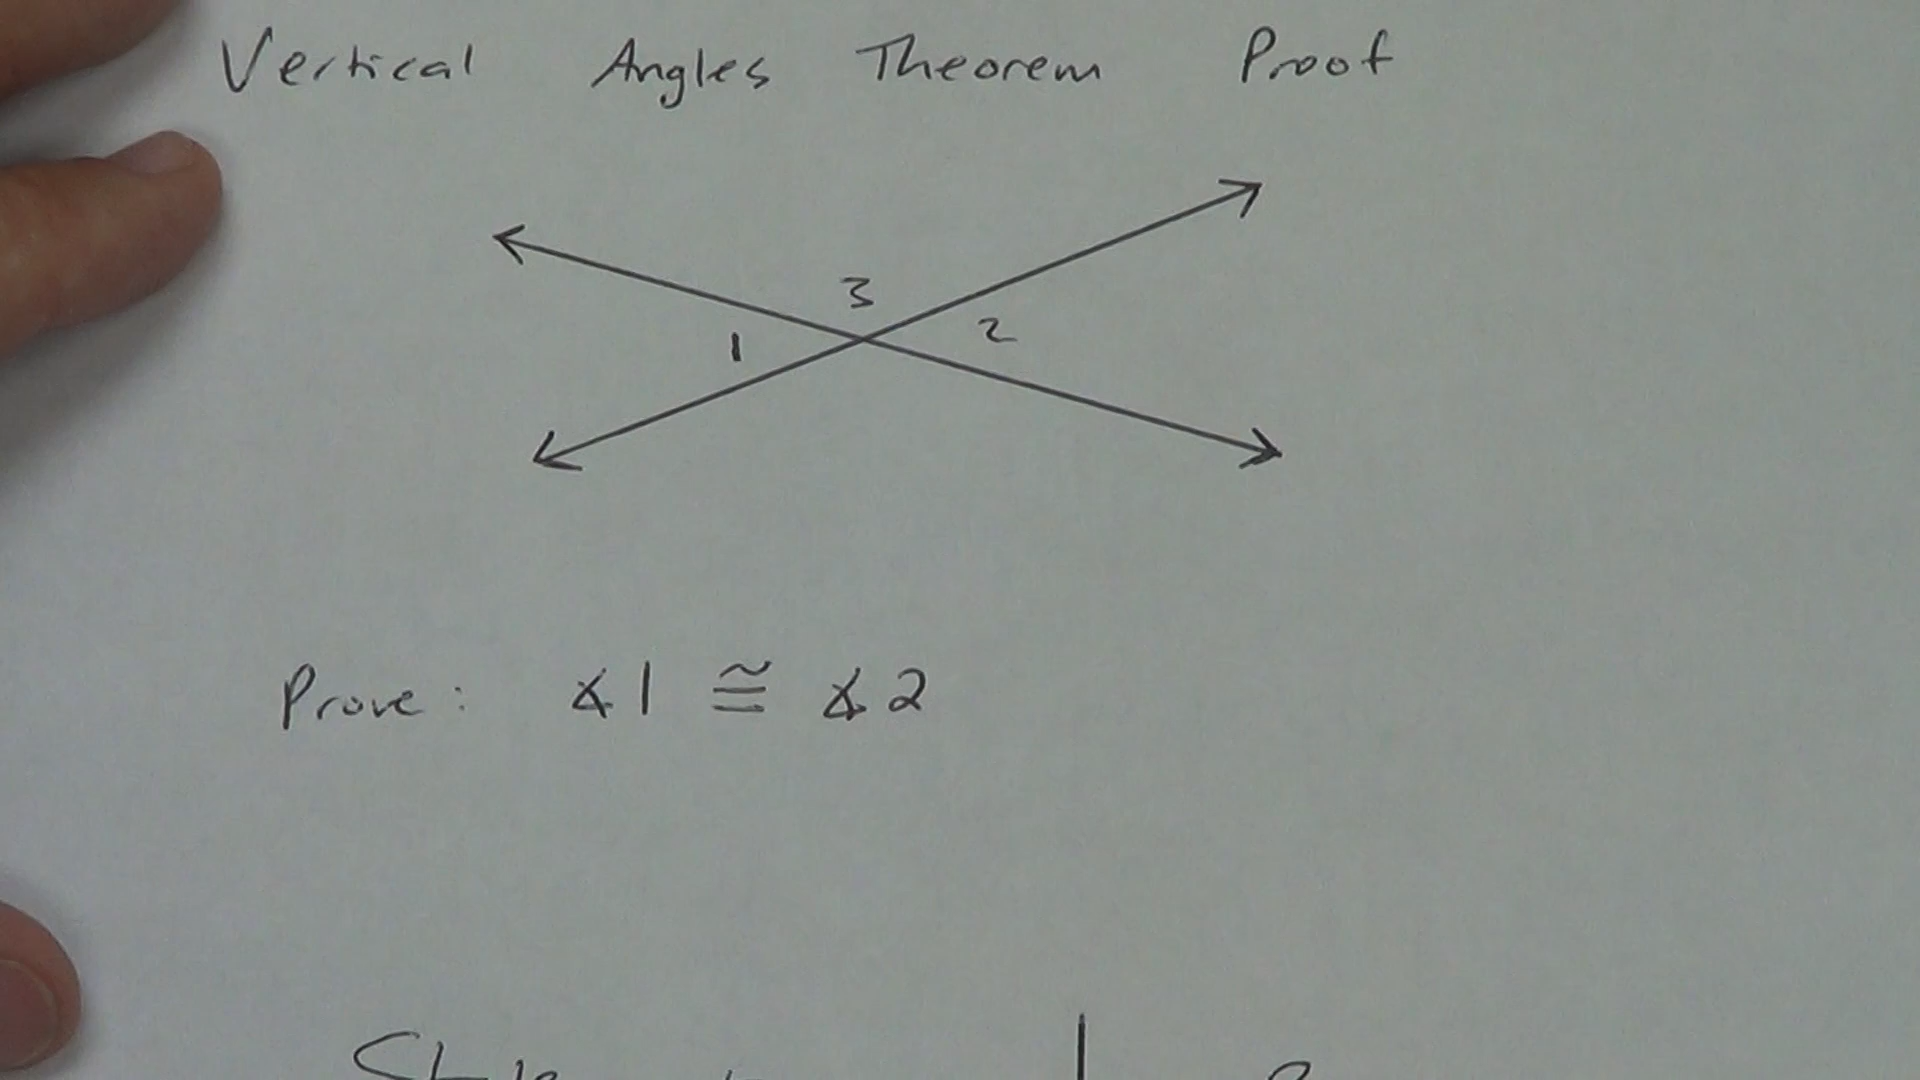 Vertical Angles Theorem Proof
3
1 2
Prove: ∡1 ≅ ∡2